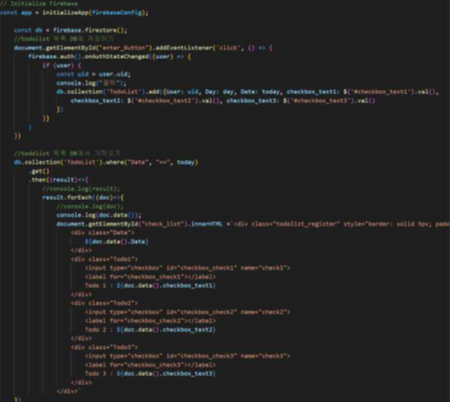 // Initialize Firebase
const app = initializeApp(firebaseConfig);
const db = firebase.firestore();
//todolist 목록 DB에 저장하기
document.getElementById("enter_Button").addEventListener('click', () => {
firebase.auth().onAuthStateChanged((user) => {
if (user) {
const uid = user.uid;
console.log("클릭");
db.collection('TodoList').add({User: uid, Day: day, Date: today, checkbox_text1: $('#checkbox_text1').val(),
checkbox_text2: $('#checkbox_text2').val(), checkbox_text3: $('#checkbox_text3').val()
})
}}
)
})
//todolist 목록 DB에서 가져오기
db.collection('TodoList').where("Date", "==", today)
.get()
.then((result)=>{
//console.log(result);
result.forEach((doc)=>{
//console.log(doc);
console.log(doc.data());
document.getElementById("check_list").innerHTML =`<div class="todolist_register" style="border: solid 3px;
<div class="Date">
${doc.data().Date}
</div>
<div class="Todo1">
<input type="checkbox" id="checkbox_check1" name="check1">
<label for="checkbox_check1"></label>
Todo 1 : ${doc.data().checkbox_text1}
</div>
<div class="Todo2">
<input type="checkbox" id="checkbox_check2" name="check2">
<label for="checkbox_check2"></label>
Todo 2 : ${doc.data().checkbox_text2}
</div>
<div class="Todo3">
<input type="checkbox" id="checkbox_check3" name="check3">
<label for="checkbox_check3"></label>
Todo 3 : ${doc.data().checkbox_text3}
</div>
</div>`
})